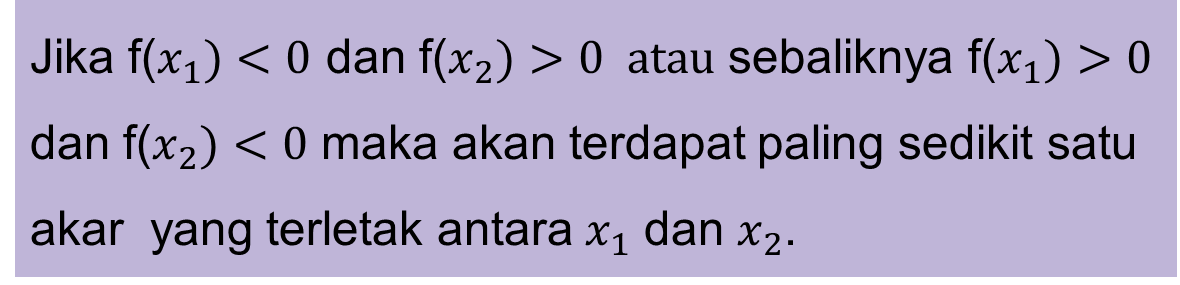 Jika f(x₁) < 0 dan f(x₂) > 0 atau sebaliknya f(x₁) > 0
dan f(x₂) < 0 maka akan terdapat paling sedikit satu
akar yang terletak antara x₁ dan x₂.